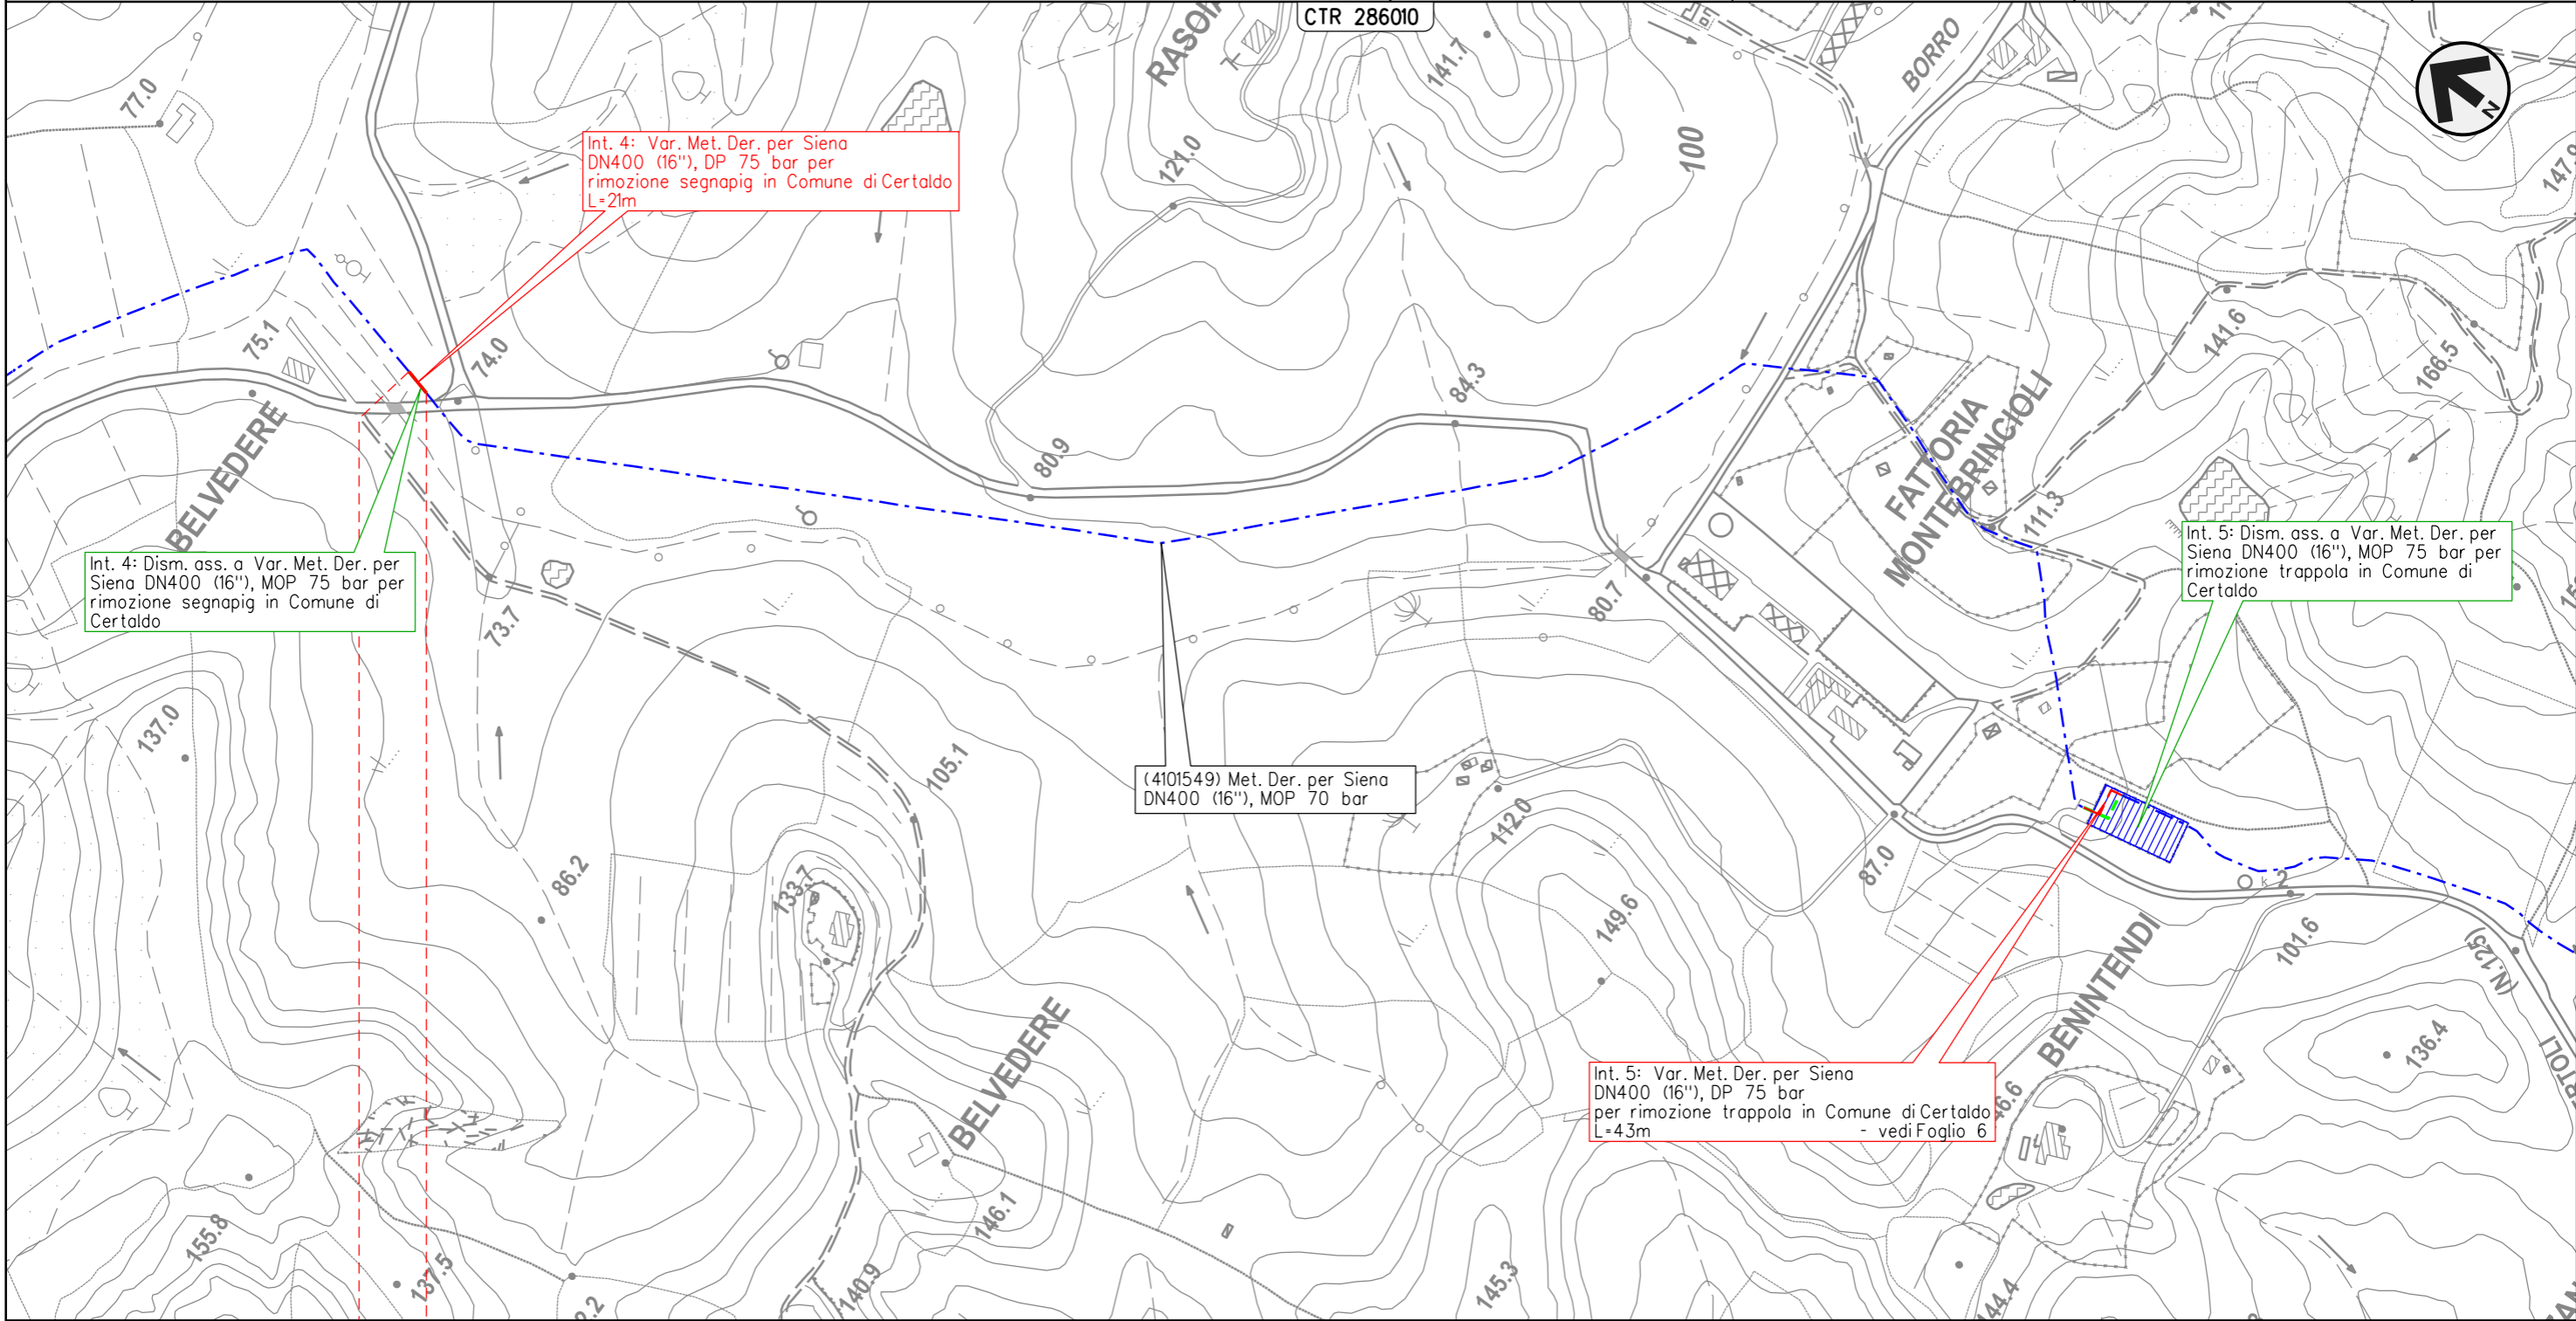 CTR 286010
BORRO
N
77.0
141.7
100
121.0
Int. 4: Var. Met. Der. per Siena
DN400 (16"), DP 75 bar per
rimozione segnapig in Comune di Certaldo
L=21m
75.1
74.0
84.3
80.9
141.6
166.5
BELVEDERE
FATTORIA
MONTEBRINCIOLI
111.3
Int. 4: Dism. ass. a Var. Met. Der. per
Siena DN400 (16"), MOP 75 bar per
rimozione segnapig in Comune di
Certaldo
Int. 5: Dism. ass. a Var. Met. Der. per
Siena DN400 (16"), MOP 75 bar per
rimozione trappola in Comune di
Certaldo
73.7
80.7
137.0
105.1
(4101549) Met. Der. per Siena
DN400 (16"), MOP 70 bar
112.0
86.2
133.7
87.0
k 2
149.6
101.6
(N.125)
BENINTENDI
136.4
BELVEDERE
Int. 5: Var. Met. Der. per Siena
DN400 (16"), DP 75 bar
per rimozione trappola in Comune di Certaldo
L=43m - vedi Foglio 6
46.6
155.8
146.1
137.5
140.9
145.3
144.4
2.2